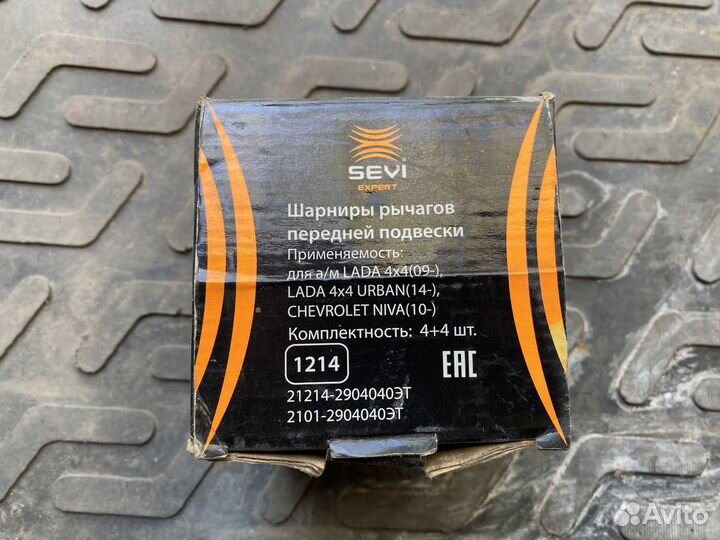 SEVI
EXPERT
Шарниры рычагов
передней подвески
Применяемость:
для а/м LADA 4x4(09-),
LADA 4x4 URBAN(14-),
CHEVROLET NIVA(10-)
Комплектность: 4+4 шт.
1214
EAC
21214-2904040ЭТ
2101-2904040ЭТ
Avito